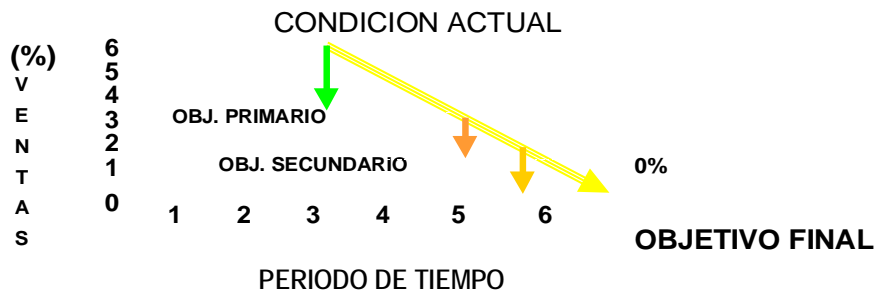 CONDICION ACTUAL
(%)
VENTAS
6
5
4
3
2
1
0
OBJ. PRIMARIO
OBJ. SECUNDARiO
0%
1 2 3 4 5 6
OBJETIVO FINAL
PERIODO DE TIEMPO